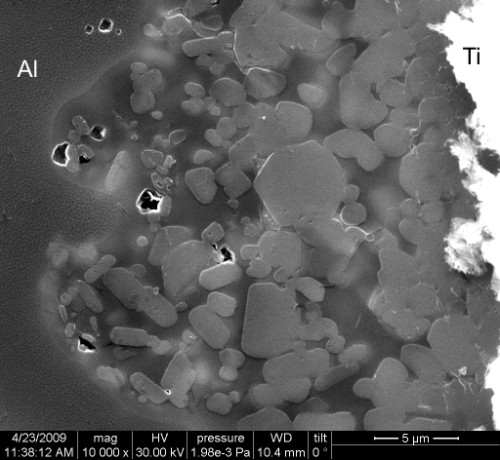 Al
Ti
4/23/2009 mag HV pressure WD tilt
11:38:12 AM 10 000 x 30.00 kV 1.98e-3 Pa 10.4 mm 0° 5 µm